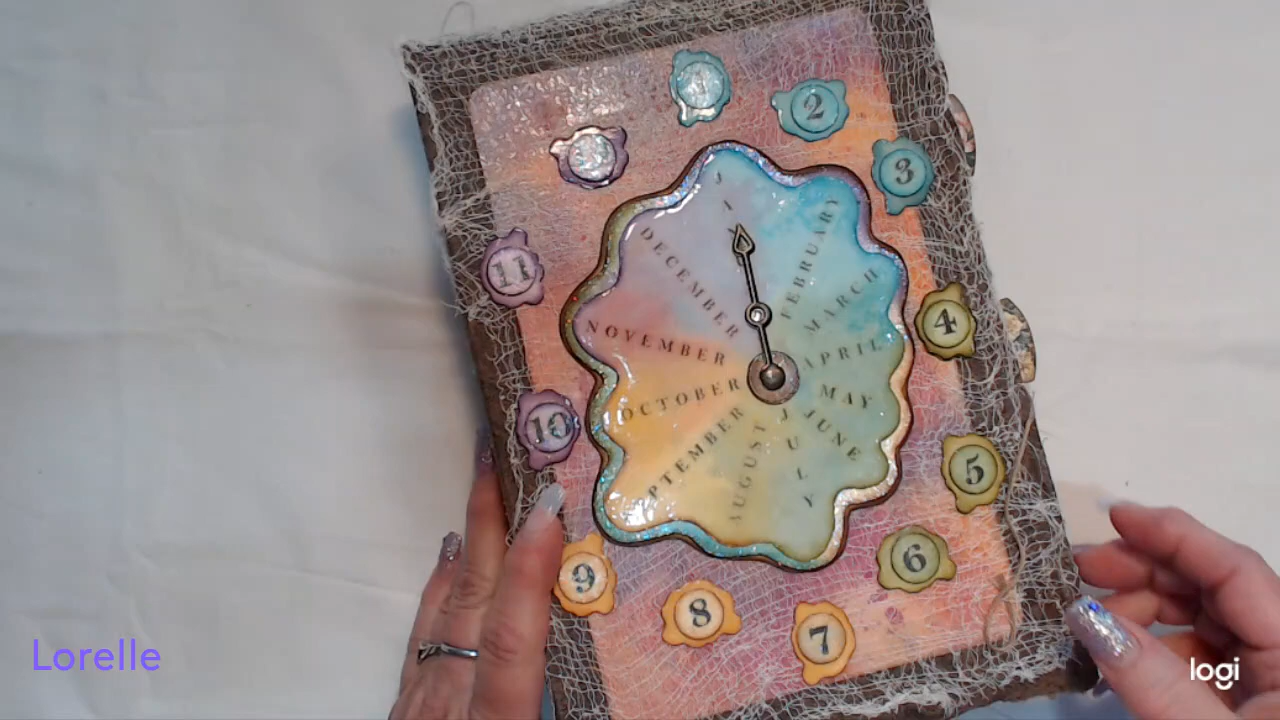 1
2
3
4
5
6
7
8
9
10
11
FEBRUARY
MARCH
APRIL
MAY
JUNE
JULY
AUGUST
PTEMBER
OCTOBER
NOVEMBER
DECEMBER
Lorelle
logi